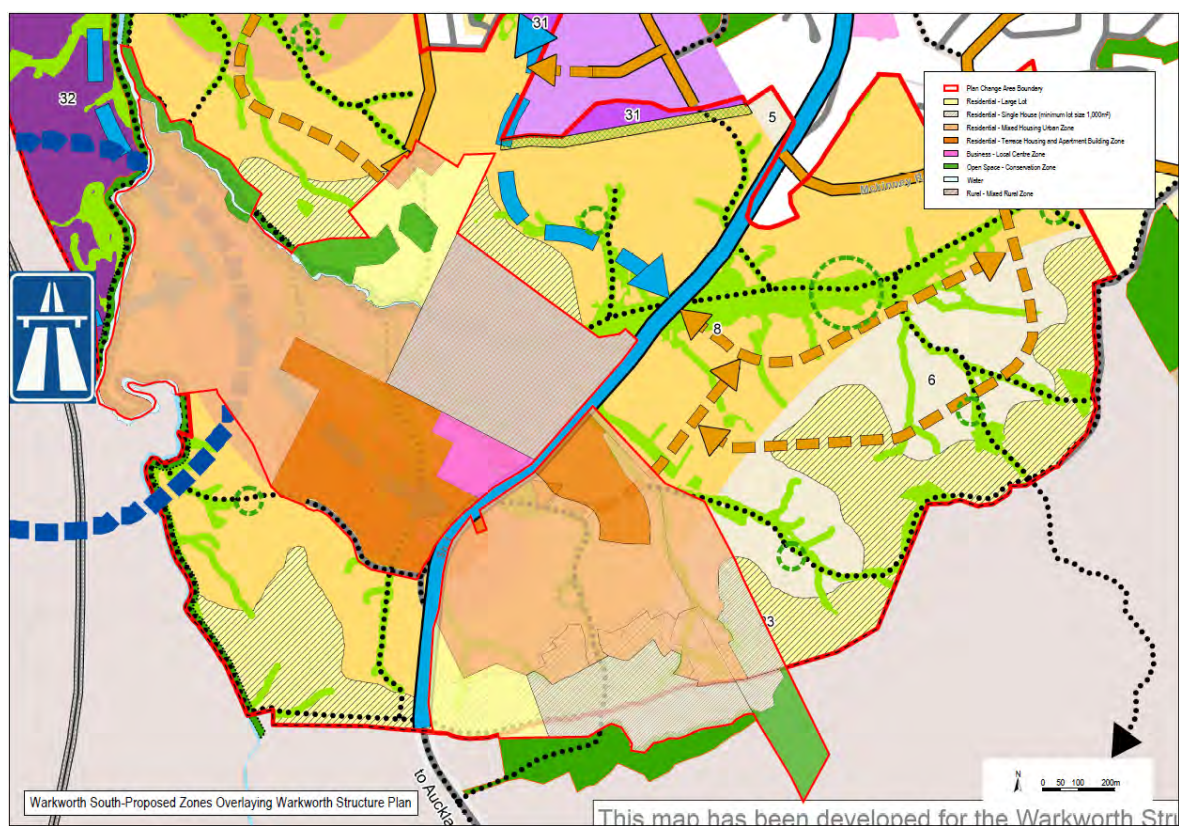 31
32
31
5
Plan Change Area Boundary
Residential - Large Lot
Residential - Single House (minimum lot size 1,000m²)
Residential - Mixed Housing Urban Zone
Residential - Terrace Housing and Apartment Building Zone
Business - Local Centre Zone
Open Space - Conservation Zone
Water
Rural - Mixed Rural Zone
8
6
to Auckla
N
0 50 100 200m
Warkworth South-Proposed Zones Overlaying Warkworth Structure Plan
This map has been developed for the Warkworth Stru